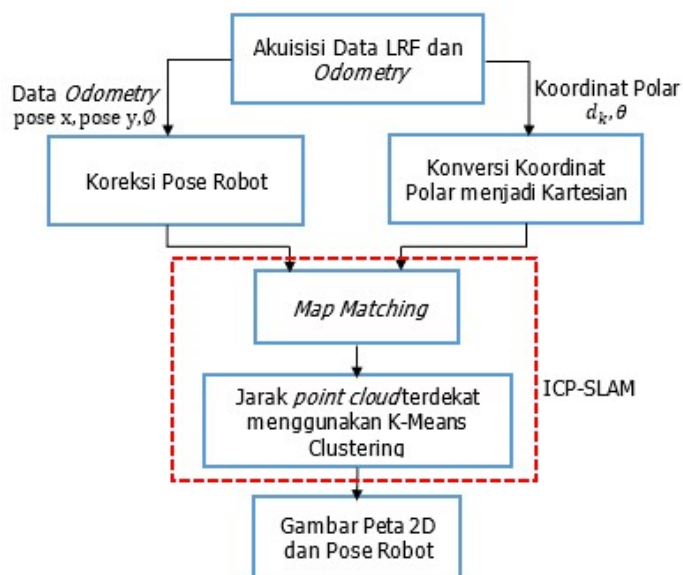 Akuisisi Data LRF dan
Odometry
Data Odometry
pose x, pose y,∅
Koordinat Polar
d_k, θ
Koreksi Pose Robot
Konversi Koordinat
Polar menjadi Kartesian
Map Matching
Jarak point cloud terdekat
menggunakan K-Means
Clustering
ICP-SLAM
Gambar Peta 2D
dan Pose Robot